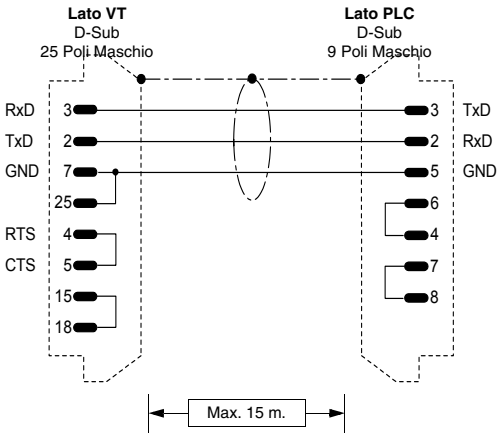 Lato VT
D-Sub
25 Poli Maschio
Lato PLC
D-Sub
9 Poli Maschio
RxD 3
TxD 2
GND 7
25
RTS 4
CTS 5
15
18
3 TxD
2 RxD
5 GND
6
4
7
8
Max. 15 m.